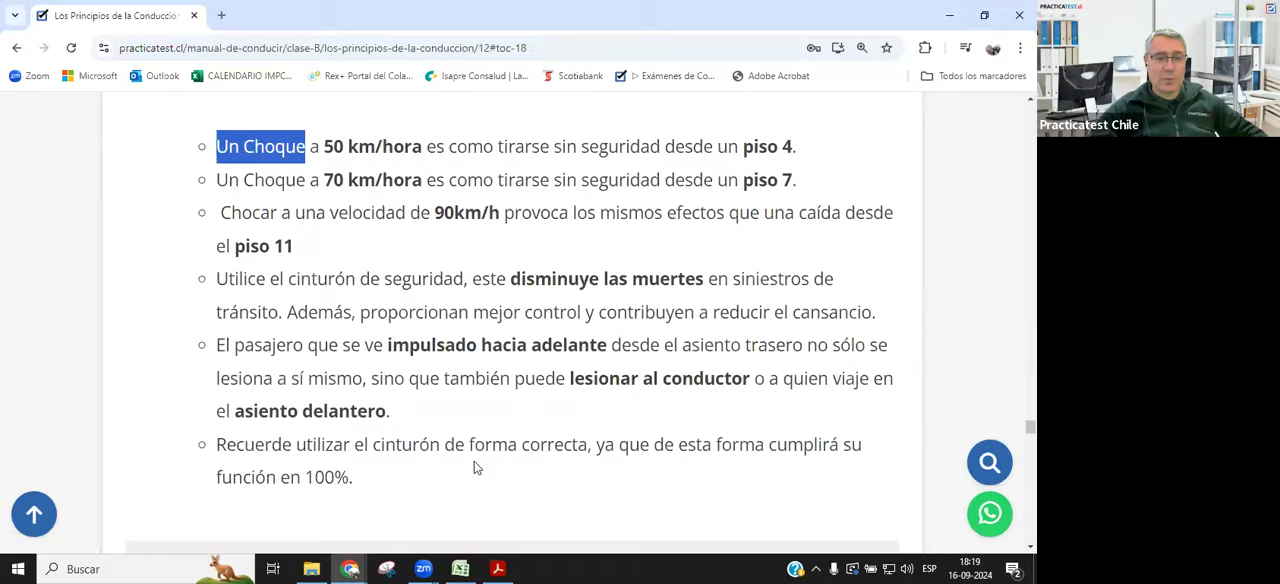 Los Principios de la Conducción
practicatest.cl/manual-de-conducir/clase-B/los-principios-de-la-conduccion/12#toc-18
Zoom
Microsoft
Outlook
CALENDARIO IMPC...
Rex+ Portal del Cola...
Isapre Consalud | La...
Scotiabank
▷ Exámenes de Co...
Adobe Acrobat
Todos los marcadores
Un Choque a 50 km/hora es como tirarse sin seguridad desde un piso 4.
Un Choque a 70 km/hora es como tirarse sin seguridad desde un piso 7.
Chocar a una velocidad de 90km/h provoca los mismos efectos que una caída desde
el piso 11
Utilice el cinturón de seguridad, este disminuye las muertes en siniestros de
tránsito. Además, proporcionan mejor control y contribuyen a reducir el cansancio.
El pasajero que se ve impulsado hacia adelante desde el asiento trasero no sólo se
lesiona a sí mismo, sino que también puede lesionar al conductor o a quien viaje en
el asiento delantero.
Recuerde utilizar el cinturón de forma correcta, ya que de esta forma cumplirá su
función en 100%.
PRACTICATEST.cl
Practicatest Chile
Buscar
zm
ESP
18:19
16-09-2024
2